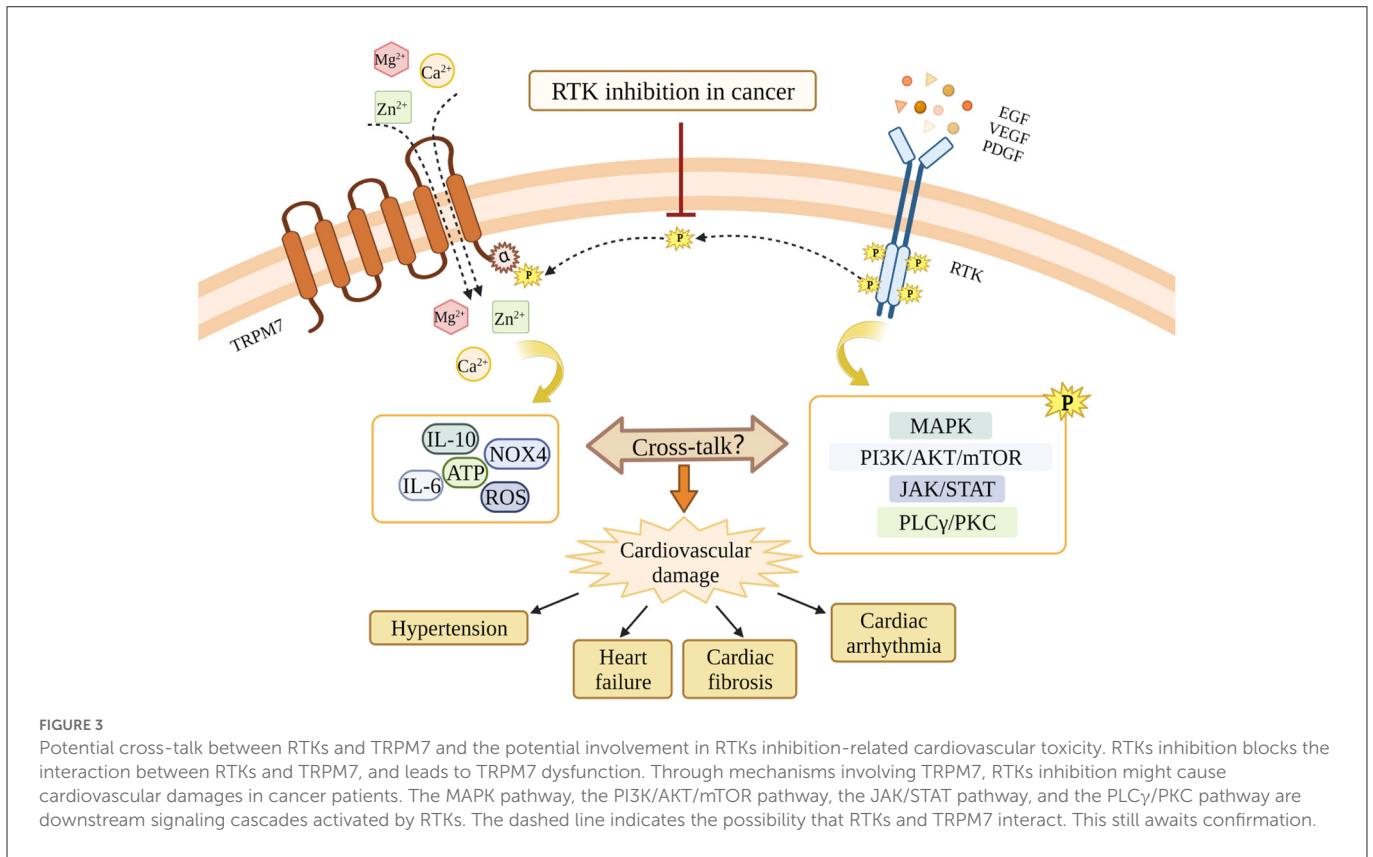 Mg²⁺
Ca²⁺
Zn²⁺
RTK inhibition in cancer
EGF
VEGF
PDGF
P
α
P
P
P
P
P
RTK
TRPM7
Mg²⁺
Zn²⁺
Ca²⁺
P
IL-10
NOX4
ATP
IL-6
ROS
Cross-talk?
MAPK
PI3K/AKT/mTOR
JAK/STAT
PLCγ/PKC
Cardiovascular
damage
Hypertension
Heart
failure
Cardiac
fibrosis
Cardiac
arrhythmia
FIGURE 3
Potential cross-talk between RTKs and TRPM7 and the potential involvement in RTKs inhibition-related cardiovascular toxicity. RTKs inhibition blocks the
interaction between RTKs and TRPM7, and leads to TRPM7 dysfunction. Through mechanisms involving TRPM7, RTKs inhibition might cause
cardiovascular damages in cancer patients. The MAPK pathway, the PI3K/AKT/mTOR pathway, the JAK/STAT pathway, and the PLCγ/PKC pathway are
downstream signaling cascades activated by RTKs. The dashed line indicates the possibility that RTKs and TRPM7 interact. This still awaits confirmation.